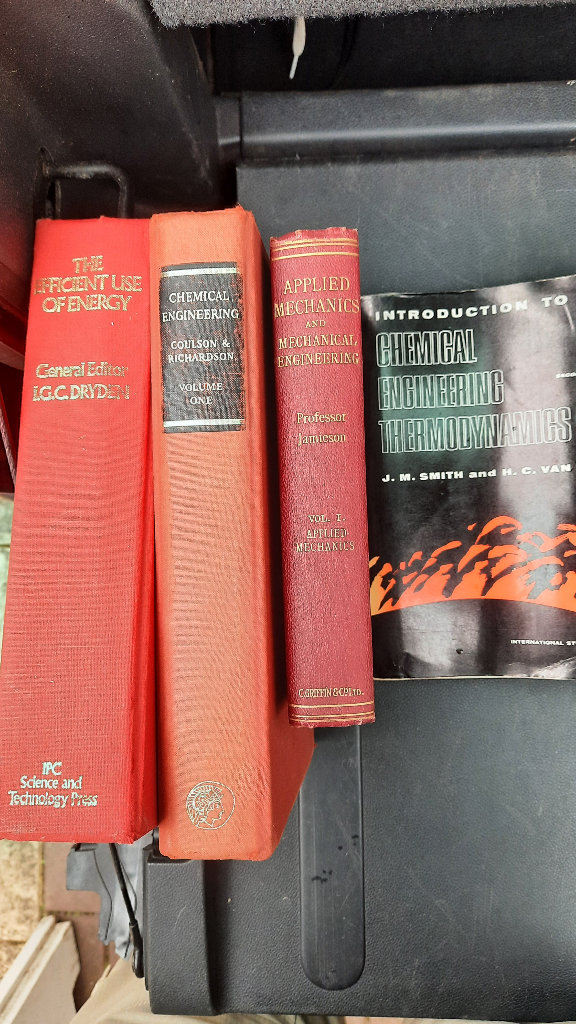 THE
EFFICIENT USE
OF ENERGY
General Editor
I.G.C. DRYDEN
IPC
Science and
Technology Press
CHEMICAL
ENGINEERING
COULSON &
RICHARDSON
VOLUME
ONE
APPLIED
MECHANICS
AND
MECHANICAL
ENGINEERING
Professor
Jamieson
VOL. I.
APPLIED
MECHANICS
C. GRIFFIN & CO. LTD.
INTRODUCTION TO
CHEMICAL
ENGINEERING
THERMODYNAMICS
J. M. SMITH and H. C. VAN
INTERNATIONAL